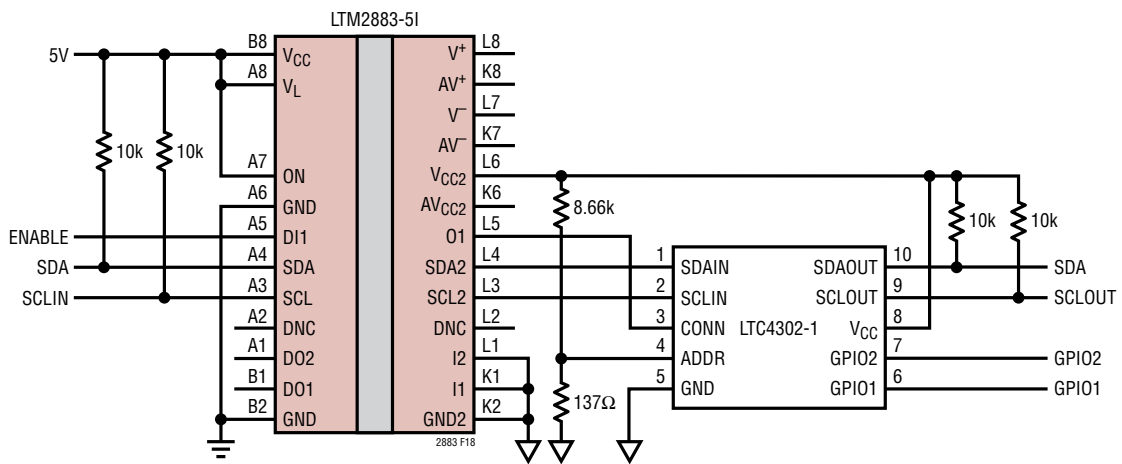 LTM2883-5I
5V
B8 VCC
A8 VL
10k 10k
A7 ON
A6 GND
ENABLE A5 DI1
SDA A4 SDA
SCLIN A3 SCL
A2 DNC
A1 DO2
B1 DO1
B2 GND
V+ L8
AV+ K8
V− L7
AV− K7
VCC2 L6
AVCC2 K6
O1 L5
SDA2 L4
SCL2 L3
DNC L2
I2 L1
I1 K1
GND2 K2
2883 F18
8.66k
137Ω
LTC4302-1
1 SDAIN
2 SCLIN
3 CONN
4 ADDR
5 GND
10k 10k
SDAOUT 10 SDA
SCLOUT 9 SCLOUT
VCC 8
GPIO2 7 GPIO2
GPIO1 6 GPIO1